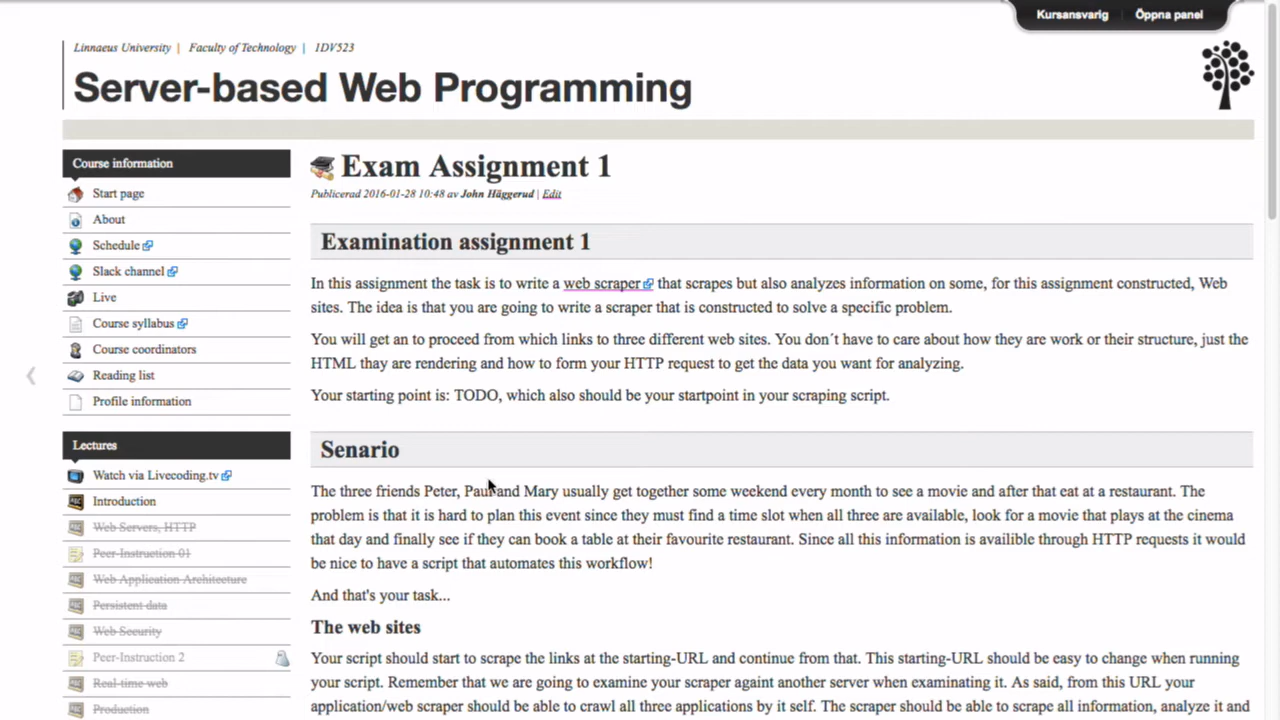 Kursansvarig Öppna panel
Linnaeus University | Faculty of Technology | 1DV523
Server-based Web Programming
Course information
Start page
About
Schedule
Slack channel
Live
Course syllabus
Course coordinators
Reading list
Profile information
Lectures
Watch via Livecoding.tv
Introduction
Web Servers, HTTP
Peer-Instruction 01
Web Application Architecture
Persistent data
Web Security
Peer-Instruction 2
Real-time web
Production
Exam Assignment 1
Publicerad 2016-01-28 10:48 av John Häggerud | Edit
Examination assignment 1
In this assignment the task is to write a web scraper that scrapes but also analyzes information on some, for this assignment constructed, Web
sites. The idea is that you are going to write a scraper that is constructed to solve a specific problem.
You will get an to proceed from which links to three different web sites. You don´t have to care about how they are work or their structure, just the
HTML thay are rendering and how to form your HTTP request to get the data you want for analyzing.
Your starting point is: TODO, which also should be your startpoint in your scraping script.
Senario
The three friends Peter, Paul and Mary usually get together some weekend every month to see a movie and after that eat at a restaurant. The
problem is that it is hard to plan this event since they must find a time slot when all three are available, look for a movie that plays at the cinema
that day and finally see if they can book a table at their favourite restaurant. Since all this information is availible through HTTP requests it would
be nice to have a script that automates this workflow!
And that's your task...
The web sites
Your script should start to scrape the links at the starting-URL and continue from that. This starting-URL should be easy to change when running
your script. Remember that we are going to examine your scraper againt another server when examinating it. As said, from this URL your
application/web scraper should be able to crawl all three applications by it self. The scraper should be able to scrape all information, analyze it and